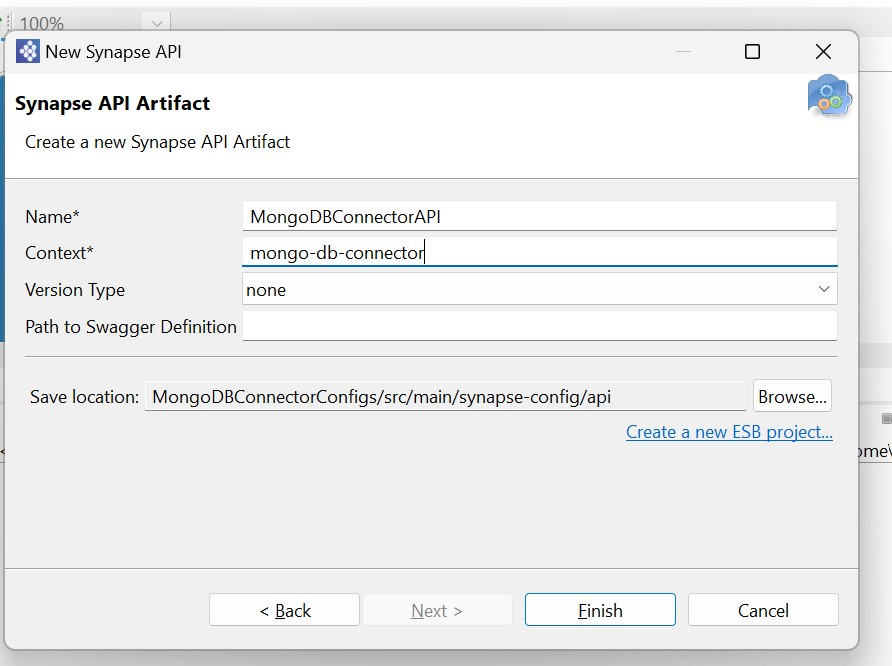 100%
New Synapse API
Synapse API Artifact
Create a new Synapse API Artifact
Name* MongoDBConnectorAPI
Context* mongo-db-connector
Version Type none
Path to Swagger Definition
Save location: MongoDBConnectorConfigs/src/main/synapse-config/api Browse...
Create a new ESB project...
< Back Next > Finish Cancel